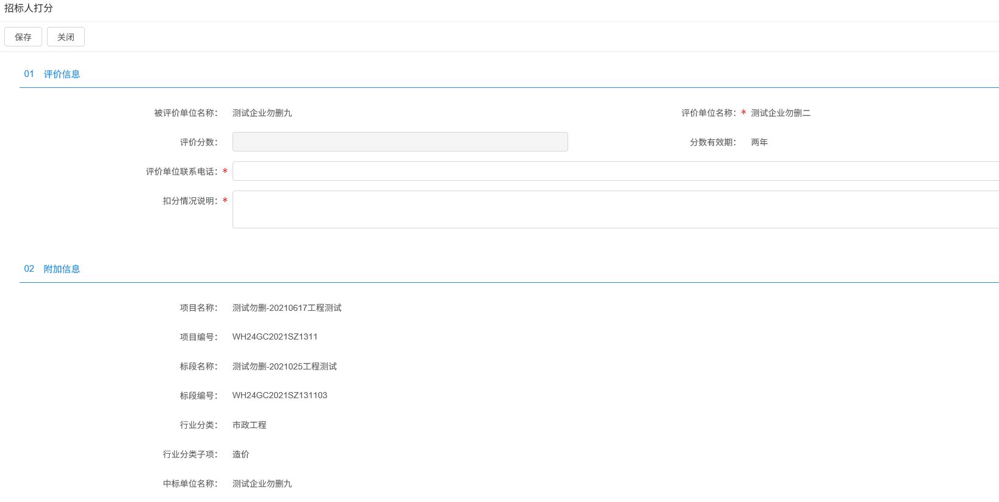 招标人打分
保存 关闭
01 评价信息
被评价单位名称： 测试企业勿删九 评价单位名称：* 测试企业勿删二
评价分数： 分数有效期： 两年
评价单位联系电话：*
扣分情况说明：*
02 附加信息
项目名称： 测试勿删-20210617工程测试
项目编号： WH24GC2021SZ1311
标段名称： 测试勿删-2021025工程测试
标段编号： WH24GC2021SZ131103
行业分类： 市政工程
行业分类子项： 造价
中标单位名称： 测试企业勿删九